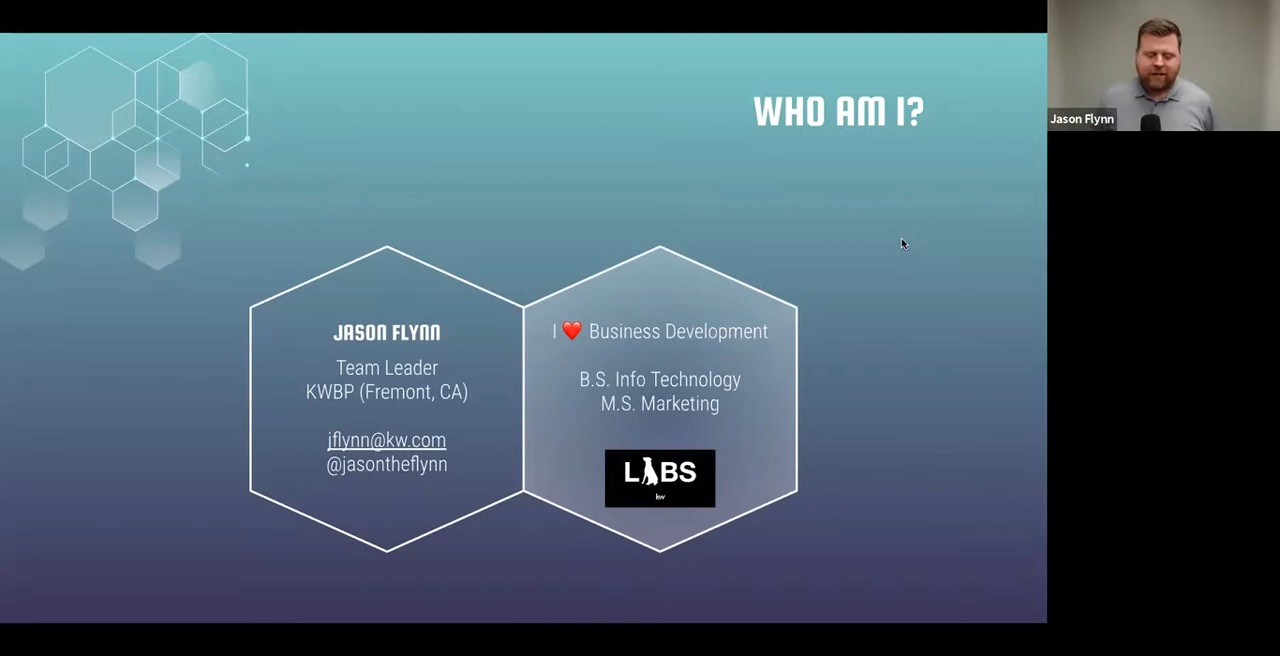 WHO AM I?
Jason Flynn
JASON FLYNN
Team Leader
KWBP (Fremont, CA)
jflynn@kw.com
@jasontheflynn
I ❤️ Business Development
B.S. Info Technology
M.S. Marketing
LABS
kw